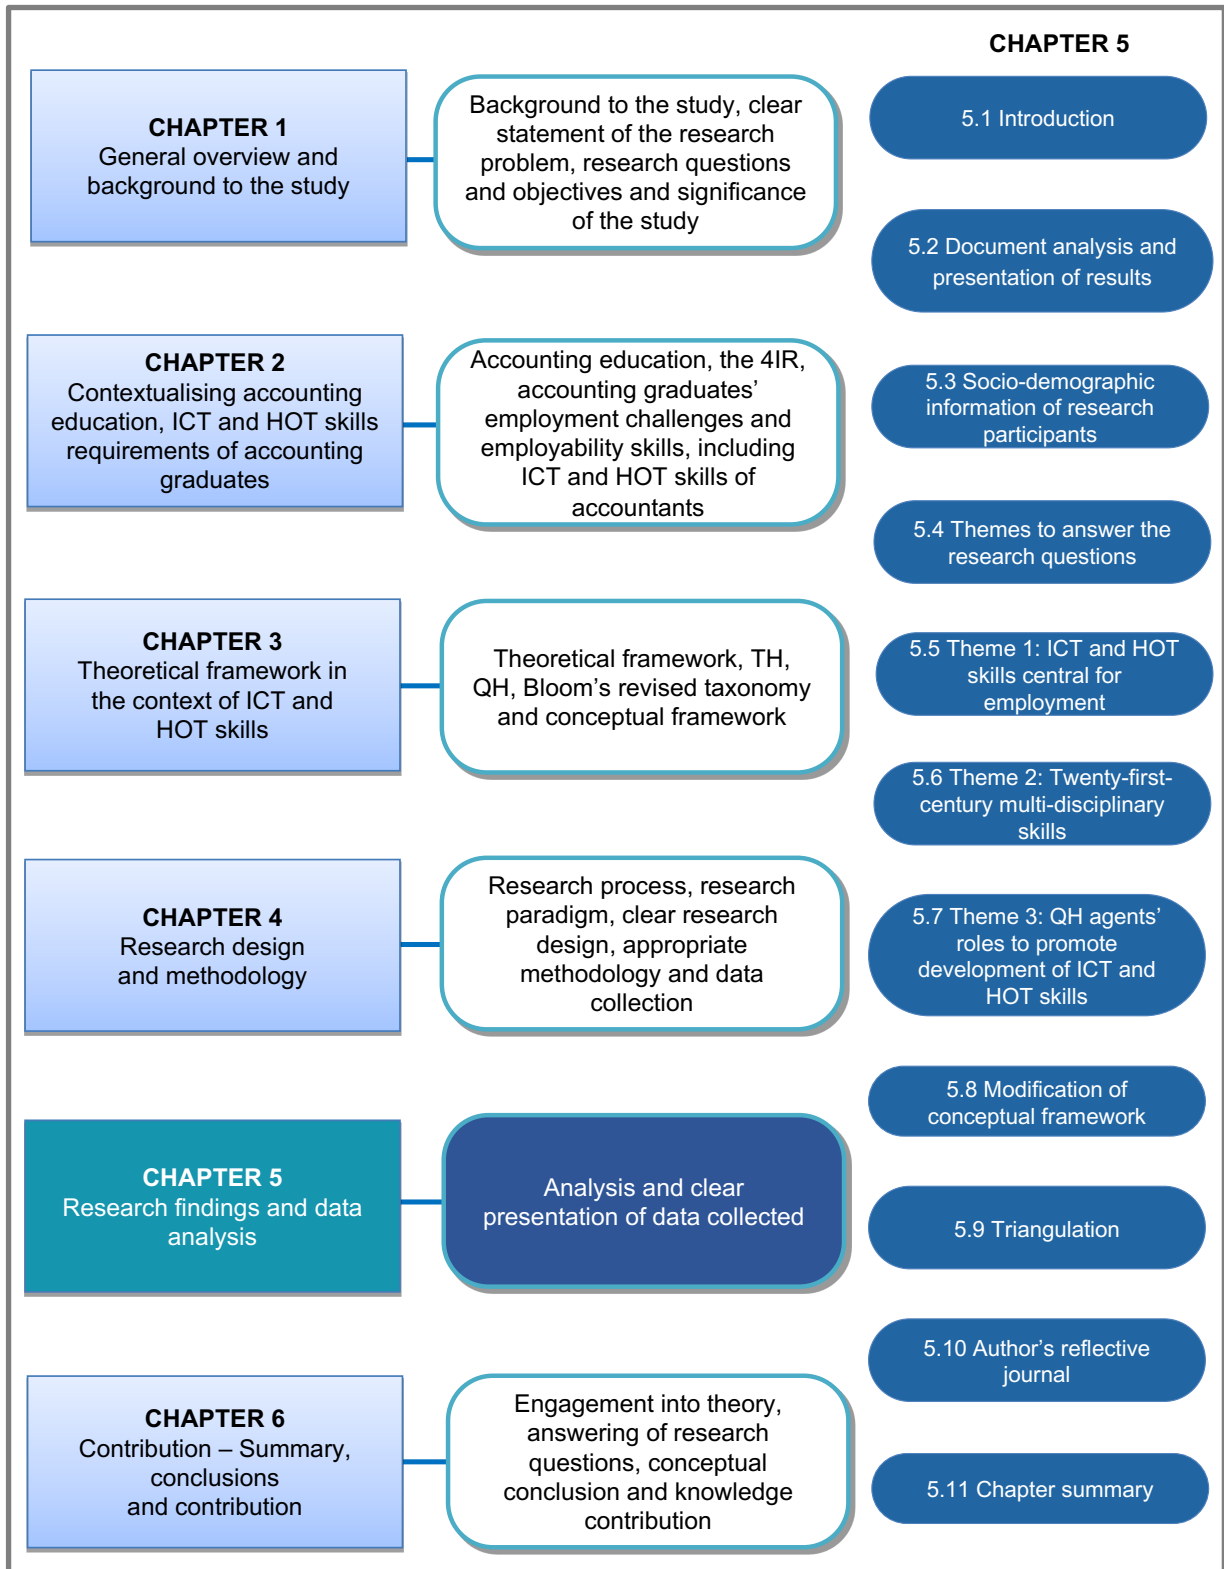 CHAPTER 1
General overview and
background to the study
Background to the study, clear
statement of the research
problem, research questions
and objectives and significance
of the study
CHAPTER 2
Contextualising accounting
education, ICT and HOT skills
requirements of accounting
graduates
Accounting education, the 4IR,
accounting graduates’
employment challenges and
employability skills, including
ICT and HOT skills of
accountants
CHAPTER 3
Theoretical framework in
the context of ICT and
HOT skills
Theoretical framework, TH,
QH, Bloom’s revised taxonomy
and conceptual framework
CHAPTER 4
Research design
and methodology
Research process, research
paradigm, clear research
design, appropriate
methodology and data
collection
CHAPTER 5
Research findings and data
analysis
Analysis and clear
presentation of data collected
CHAPTER 6
Contribution – Summary,
conclusions
and contribution
Engagement into theory,
answering of research
questions, conceptual
conclusion and knowledge
contribution
CHAPTER 5
5.1 Introduction
5.2 Document analysis and
presentation of results
5.3 Socio-demographic
information of research
participants
5.4 Themes to answer the
research questions
5.5 Theme 1: ICT and HOT
skills central for
employment
5.6 Theme 2: Twenty-first-
century multi-disciplinary
skills
5.7 Theme 3: QH agents’
roles to promote
development of ICT and
HOT skills
5.8 Modification of
conceptual framework
5.9 Triangulation
5.10 Author’s reflective
journal
5.11 Chapter summary